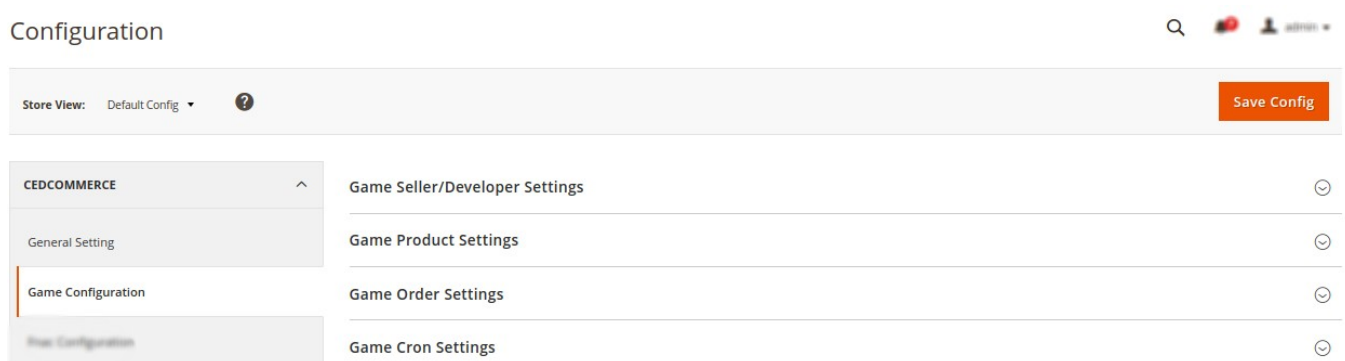 Configuration
Store View: Default Config
Save Config
CEDCOMMERCE
General Setting
Game Configuration
Game Seller/Developer Settings
Game Product Settings
Game Order Settings
Game Cron Settings